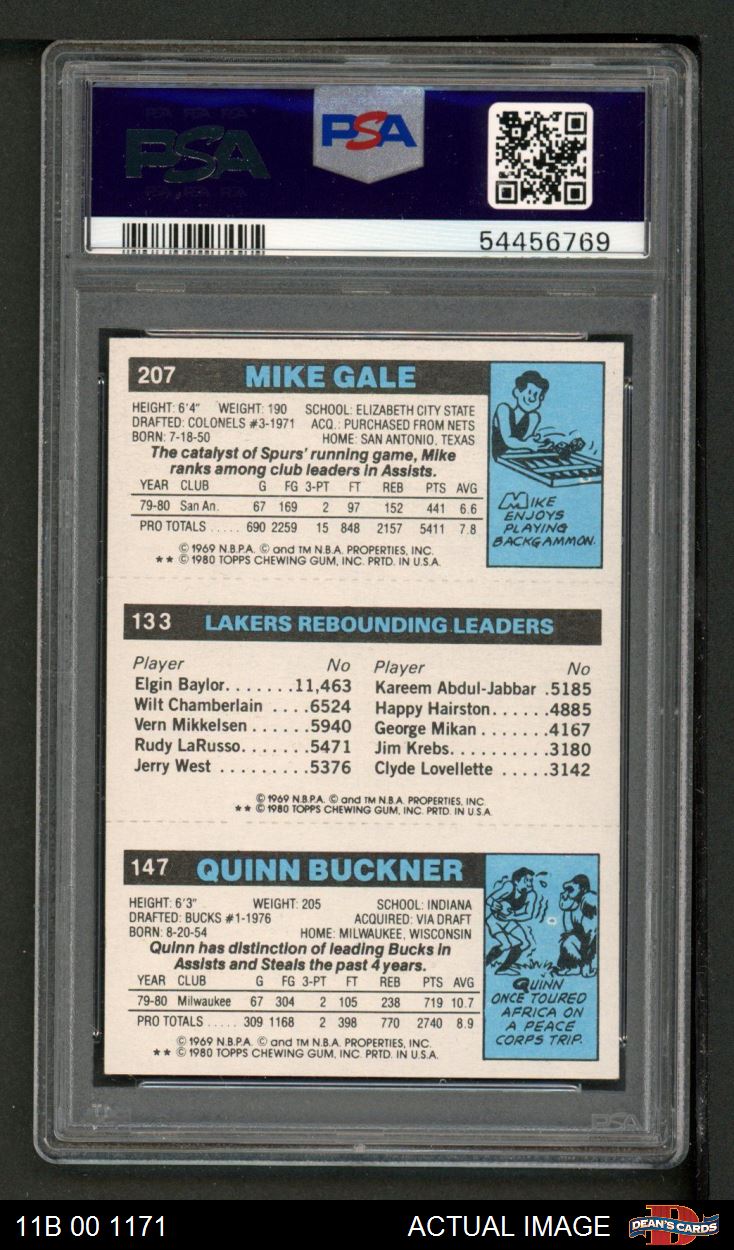 PSA
PSA
54456769
207 MIKE GALE
HEIGHT: 6'4" WEIGHT: 190 SCHOOL: ELIZABETH CITY STATE
DRAFTED: COLONELS #3-1971 ACQ.: PURCHASED FROM NETS
BORN: 7-18-50 HOME: SAN ANTONIO, TEXAS
The catalyst of Spurs' running game, Mike
ranks among club leaders in Assists.
YEAR CLUB G FG 3-PT FT REB PTS AVG
79-80 San An. 67 169 2 97 152 441 6.6
PRO TOTALS ..... 690 2259 15 848 2157 5411 7.8
© 1969 N.B.P.A. © and TM N.B.A. PROPERTIES, INC.
** © 1980 TOPPS CHEWING GUM, INC. PRTD. IN U.S.A.
MIKE
ENJOYS
PLAYING
BACKGAMMON.
133 LAKERS REBOUNDING LEADERS
Player No Player No
Elgin Baylor.......11,463 Kareem Abdul-Jabbar .5185
Wilt Chamberlain ....6524 Happy Hairston......4885
Vern Mikkelsen ......5940 George Mikan .......4167
Rudy LaRusso.......5471 Jim Krebs..........3180
Jerry West .........5376 Clyde Lovellette .....3142
© 1969 N.B.P.A. © and TM N.B.A. PROPERTIES, INC.
** © 1980 TOPPS CHEWING GUM, INC. PRTD. IN U.S.A.
147 QUINN BUCKNER
HEIGHT: 6'3" WEIGHT: 205 SCHOOL: INDIANA
DRAFTED: BUCKS #1-1976 ACQUIRED: VIA DRAFT
BORN: 8-20-54 HOME: MILWAUKEE, WISCONSIN
Quinn has distinction of leading Bucks in
Assists and Steals the past 4 years.
YEAR CLUB G FG 3-PT FT REB PTS AVG
79-80 Milwaukee 67 304 2 105 238 719 10.7
PRO TOTALS ..... 309 1168 2 398 770 2740 8.9
© 1969 N.B.P.A. © and TM N.B.A. PROPERTIES, INC.
** © 1980 TOPPS CHEWING GUM, INC. PRTD. IN U.S.A.
QUINN
ONCE TOURED
AFRICA ON
A PEACE
CORPS TRIP.
PSA
11B 00 1171 ACTUAL IMAGE DEAN'S CARDS